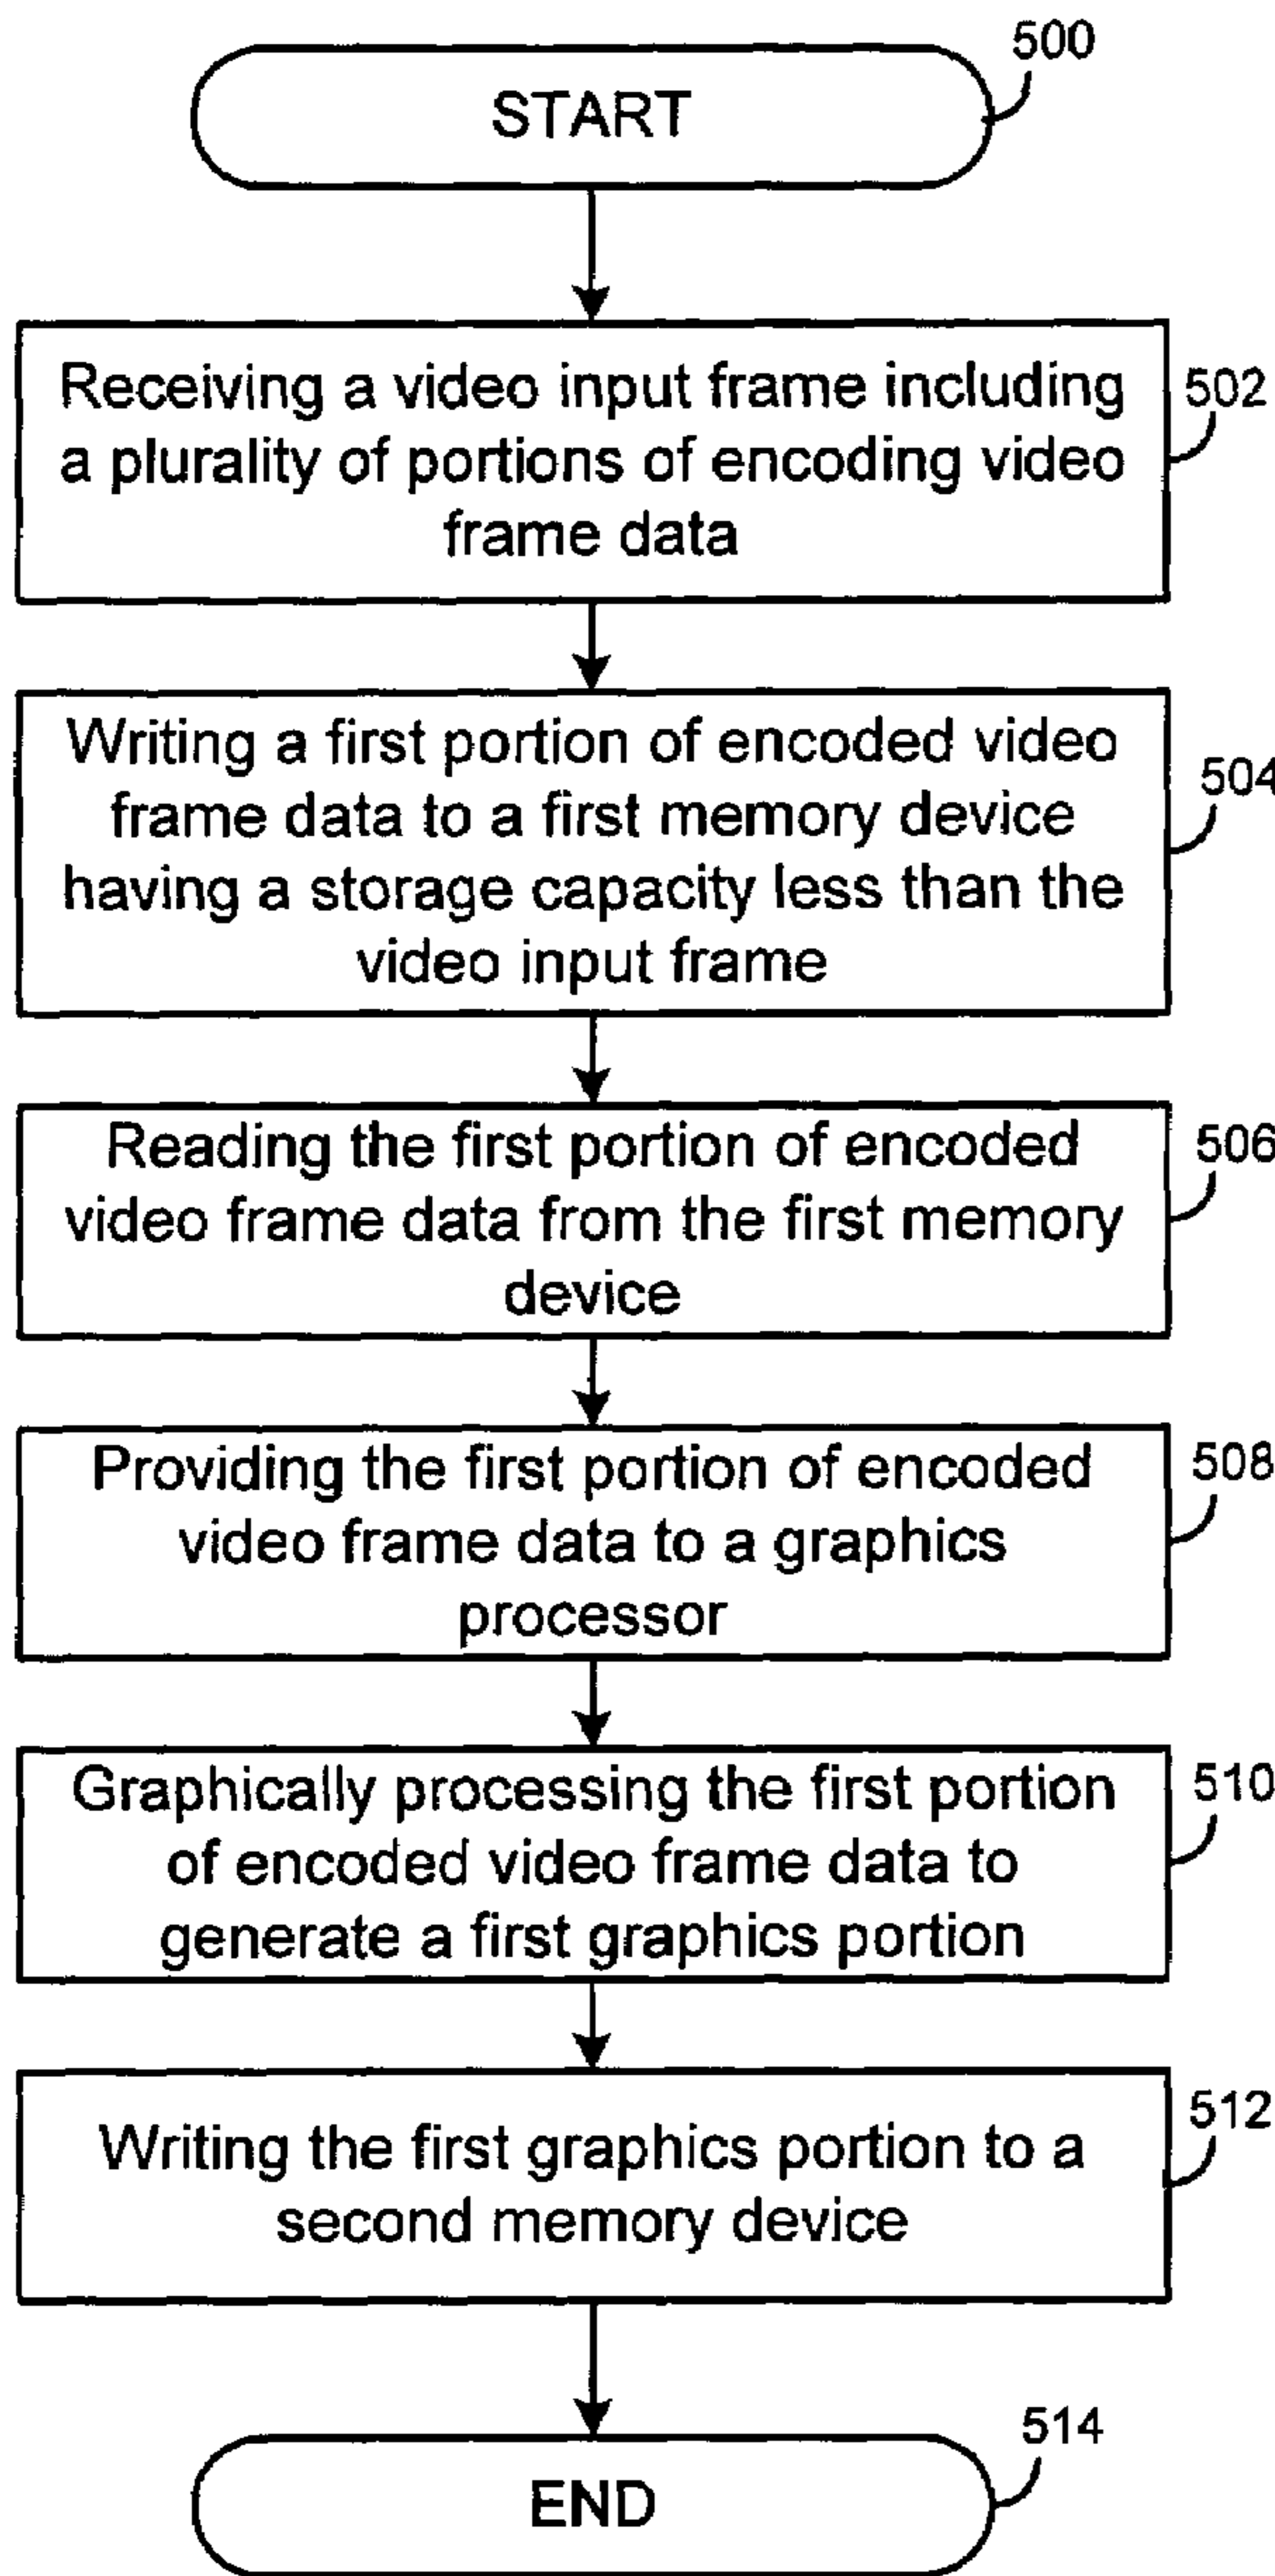 500
START
Receiving a video input frame including
502
a plurality of portions of encoding video
frame data
Writing a first portion of encoded video
504
frame data to a first memory device
having a storage capacity less than the
video input frame
Reading the first portion of encoded
506
video frame data from the first memory
device
Providing the first portion of encoded
508
video frame data to a graphics
processor
Graphically processing the first portion
510
of encoded video frame data to
generate a first graphics portion
512
Writing the first graphics portion to a
second memory device
514
END